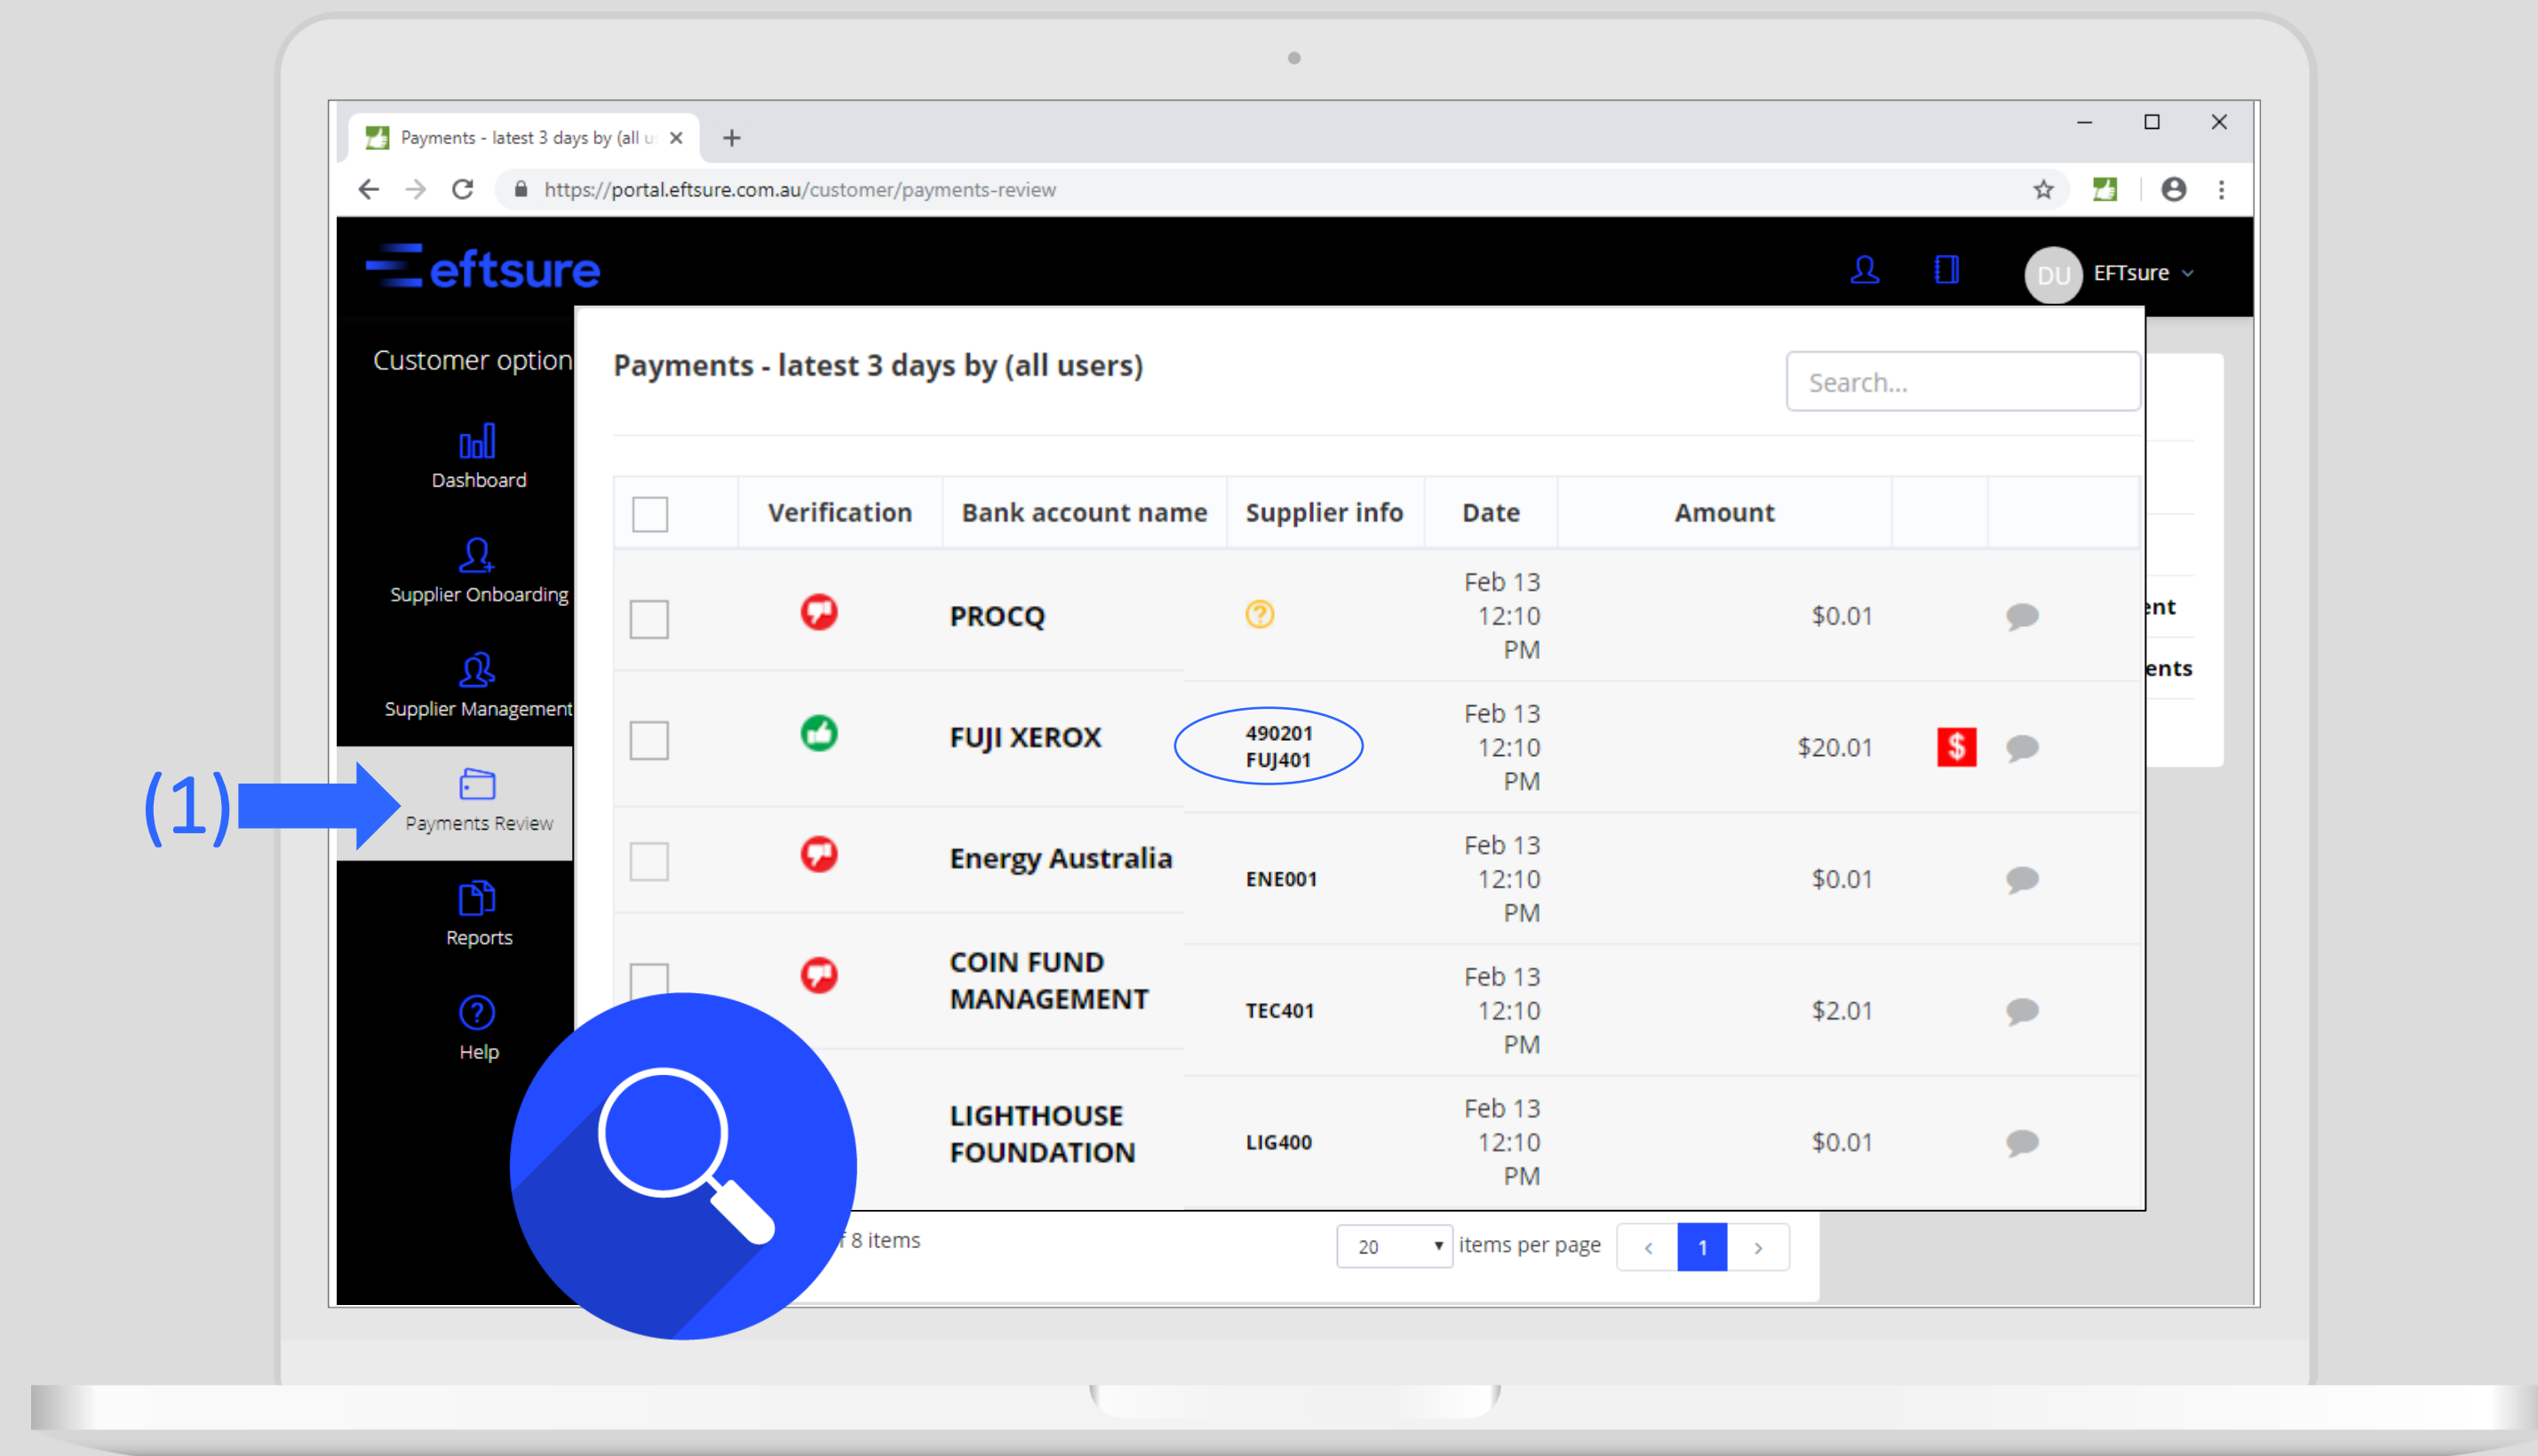 Payments - latest 3 days by (all u
https://portal.eftsure.com.au/customer/payments-review
eftsure
DU EFTsure
Customer option
Dashboard
Supplier Onboarding
Supplier Management
(1)
Payments Review
Reports
Help
Payments - latest 3 days by (all users)
Search...
Verification Bank account name Supplier info Date Amount
PROCQ ? Feb 13 $0.01
12:10
PM
FUJI XEROX 490201 Feb 13 $20.01 $
FUJ401 12:10
PM
Energy Australia ENE001 Feb 13 $0.01
12:10
PM
COIN FUND TEC401 Feb 13 $2.01
MANAGEMENT 12:10
PM
LIGHTHOUSE LIG400 Feb 13 $0.01
FOUNDATION 12:10
PM
8 items 20 items per page 1